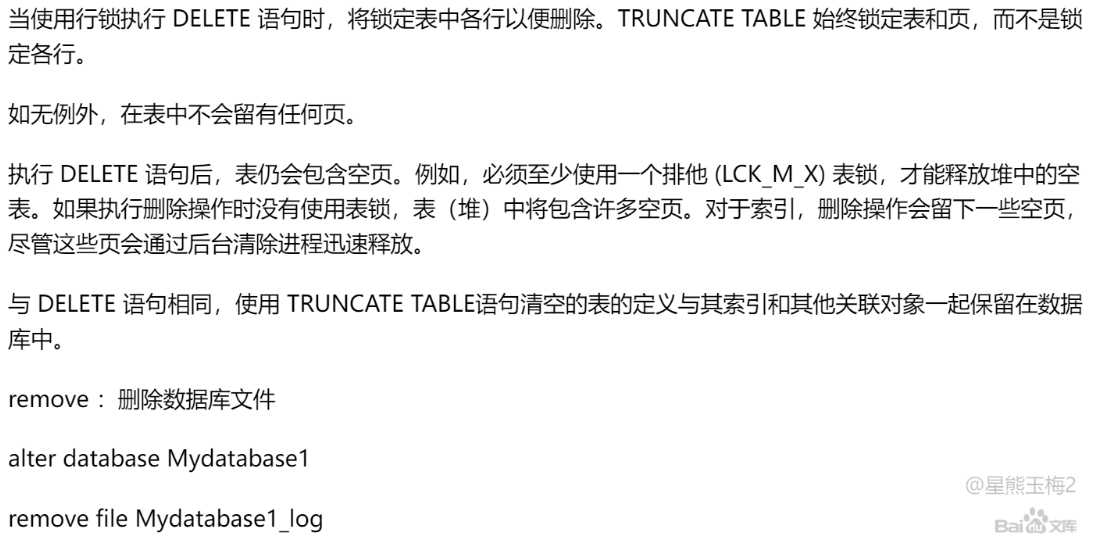 当使用行锁执行 DELETE 语句时，将锁定表中各行以便删除。TRUNCATE TABLE 始终锁定表和页，而不是锁
定各行。
如无例外，在表中不会留有任何页。
执行 DELETE 语句后，表仍会包含空页。例如，必须至少使用一个排他 (LCK_M_X) 表锁，才能释放堆中的空
表。如果执行删除操作时没有使用表锁，表（堆）中将包含许多空页。对于索引，删除操作会留下一些空页，
尽管这些页会通过后台清除进程迅速释放。
与 DELETE 语句相同，使用 TRUNCATE TABLE语句清空的表的定义与其索引和其他关联对象一起保留在数据
库中。
remove ：删除数据库文件
alter database Mydatabase1
@星熊玉梅2
remove file Mydatabase1_log
Bai du 文库